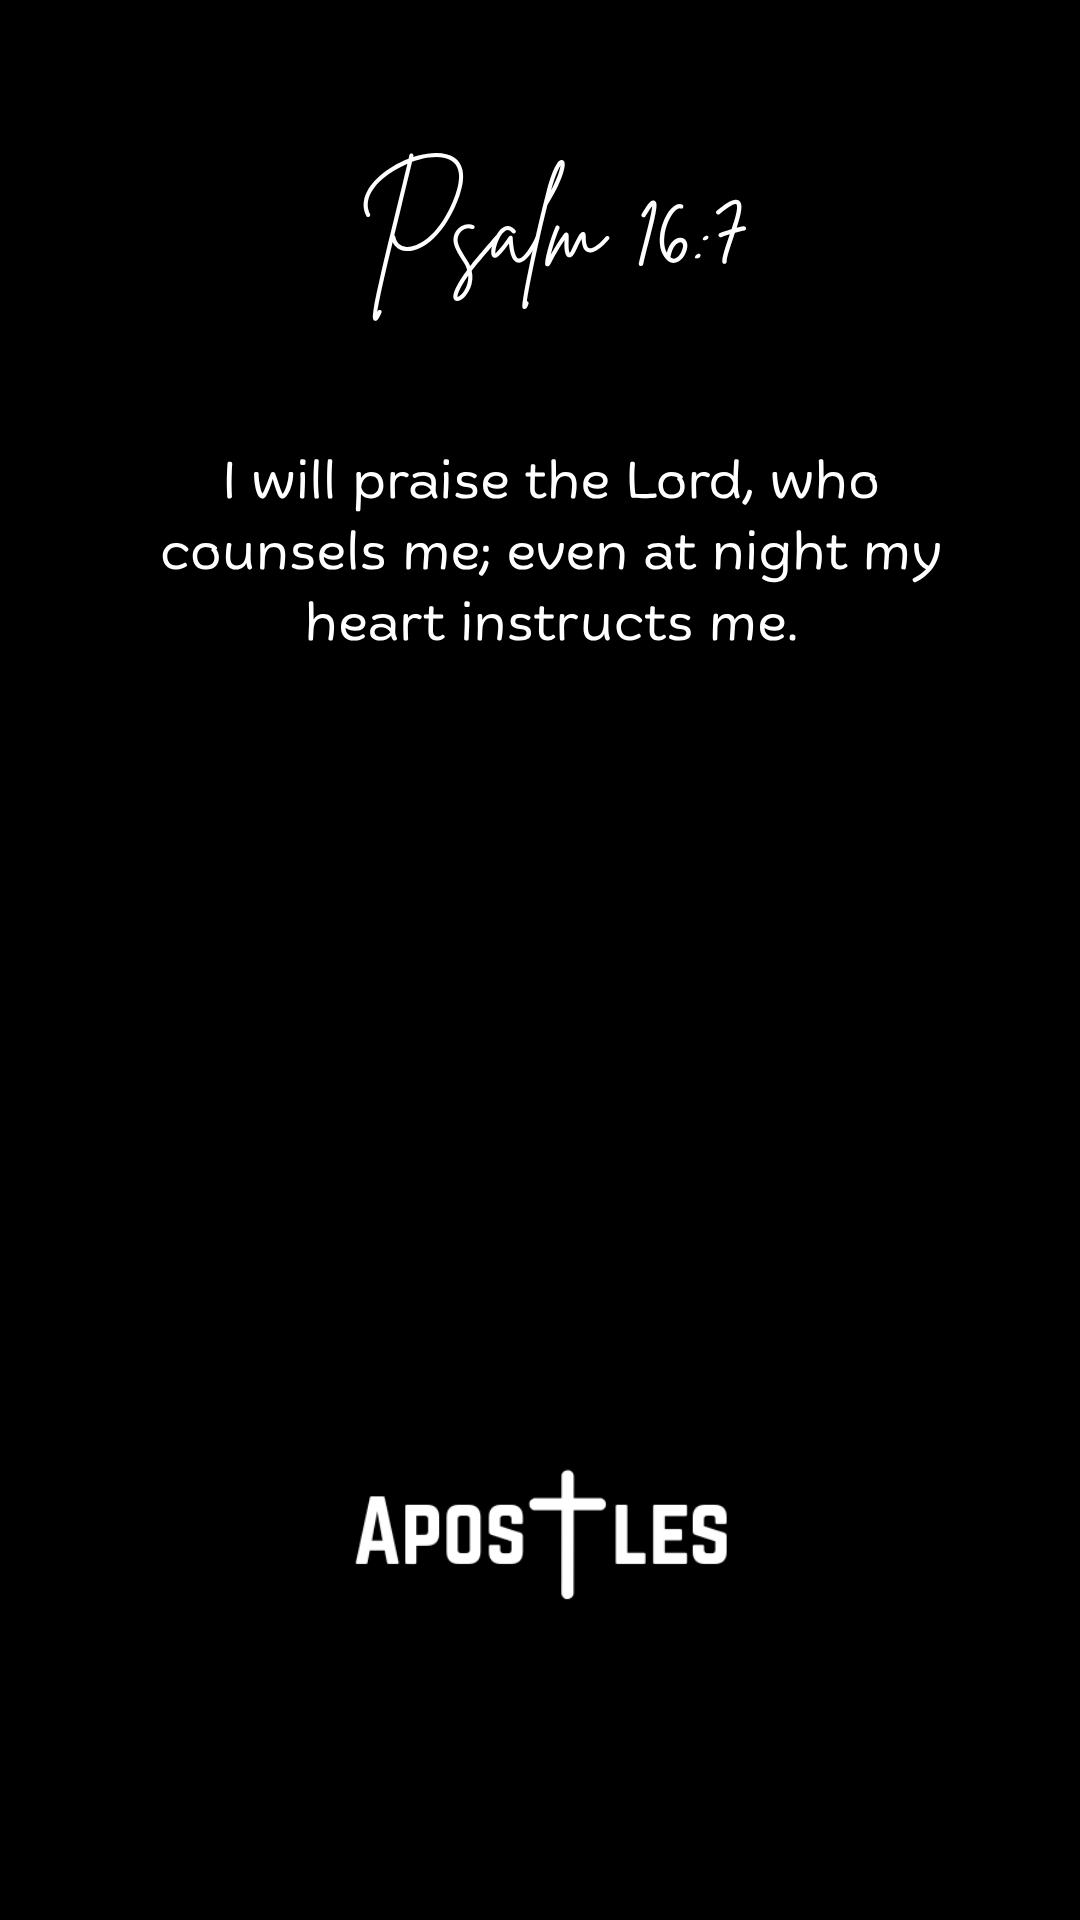 Psalm 16:7
I will praise the Lord, who
counsels me; even at night my
heart instructs me.
Apostles